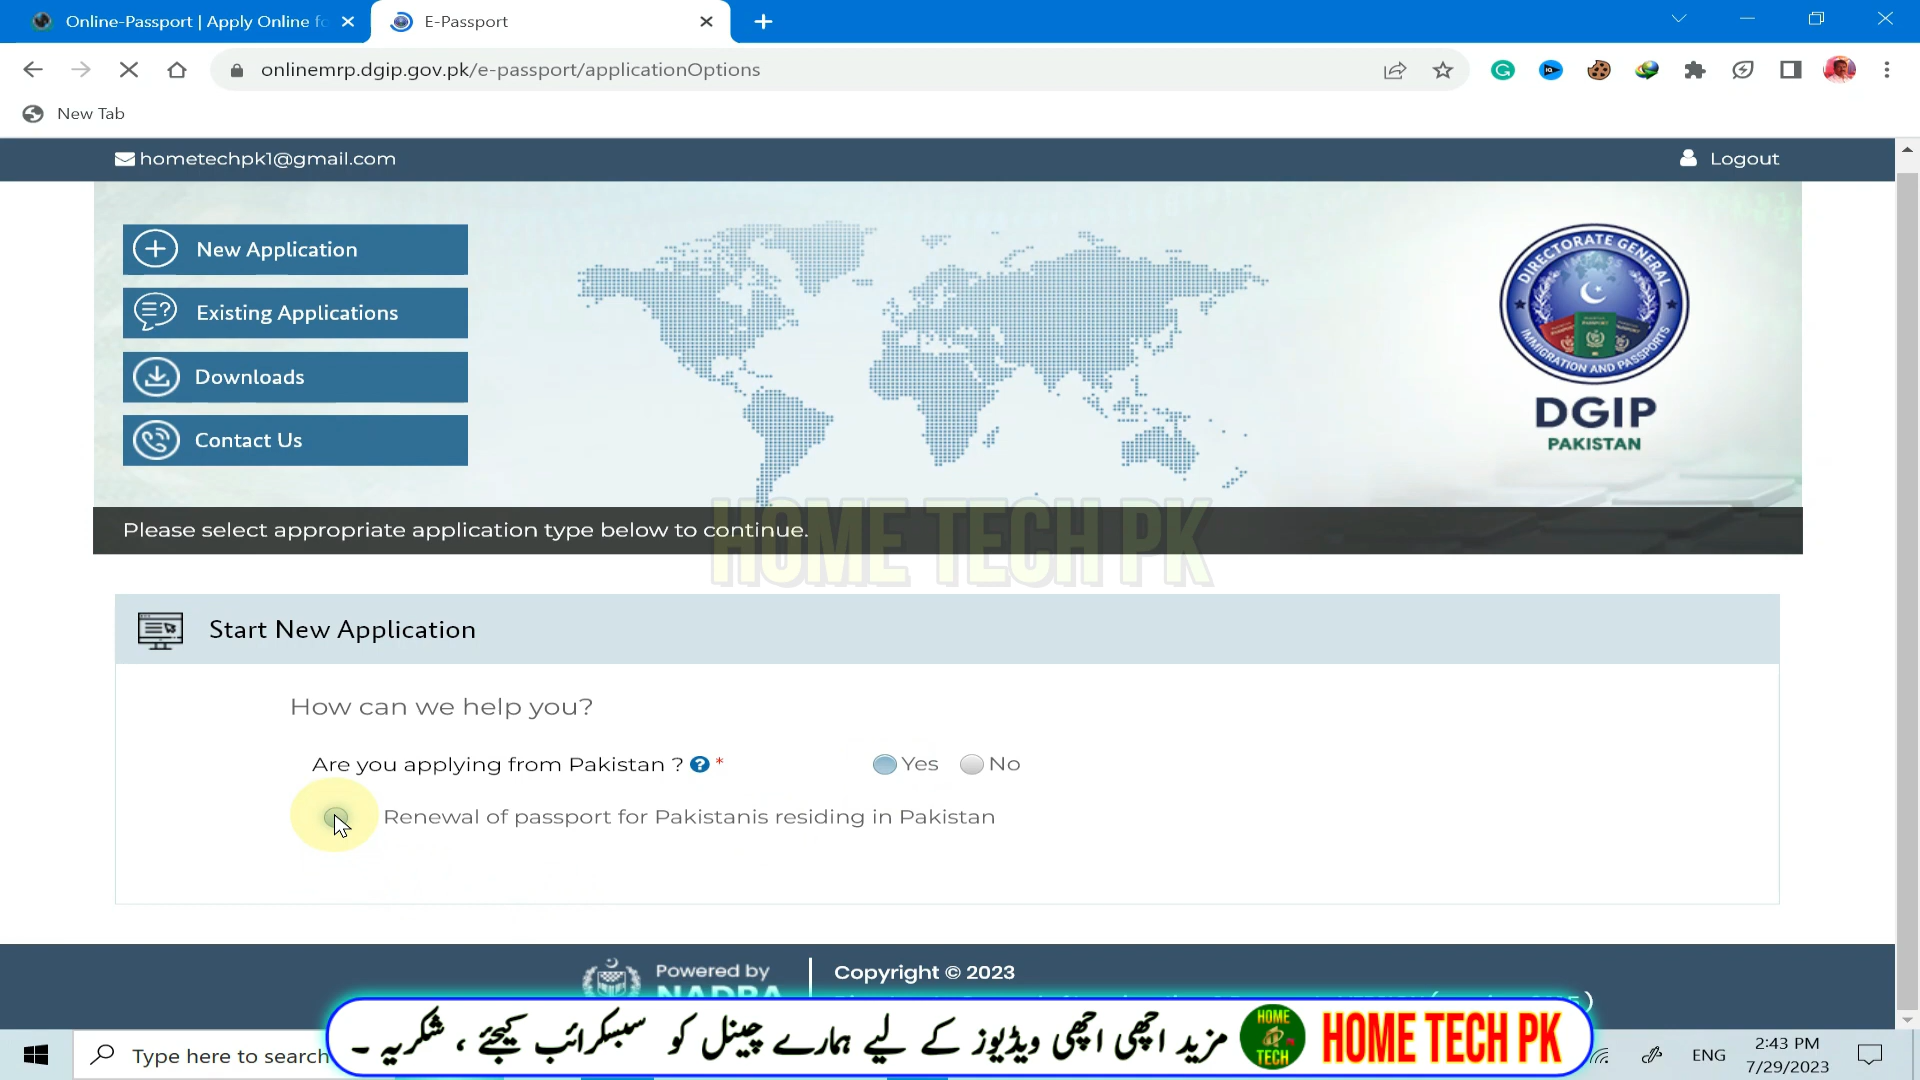 Online-Passport | Apply Online fo
E-Passport
onlinemrp.dgip.gov.pk/e-passport/applicationOptions
New Tab
hometechpk1@gmail.com
Logout
New Application
Existing Applications
Downloads
Contact Us
DIRECTORATE GENERAL
IMMIGRATION AND PASSPORTS
DGIP
PAKISTAN
Please select appropriate application type below to continue.
HOME TECH PK
Start New Application
How can we help you?
Are you applying from Pakistan ? ? *
Yes
No
Renewal of passport for Pakistanis residing in Pakistan
Powered by
NADRA
Copyright © 2023
مزید اچھی اچھی ویڈیوز کے لیے ہمارے چینل کو سبسکرائب کیجئے ، شکریہ ۔
HOME
TECH
HOME TECH PK
Type here to search
ENG
2:43 PM
7/29/2023